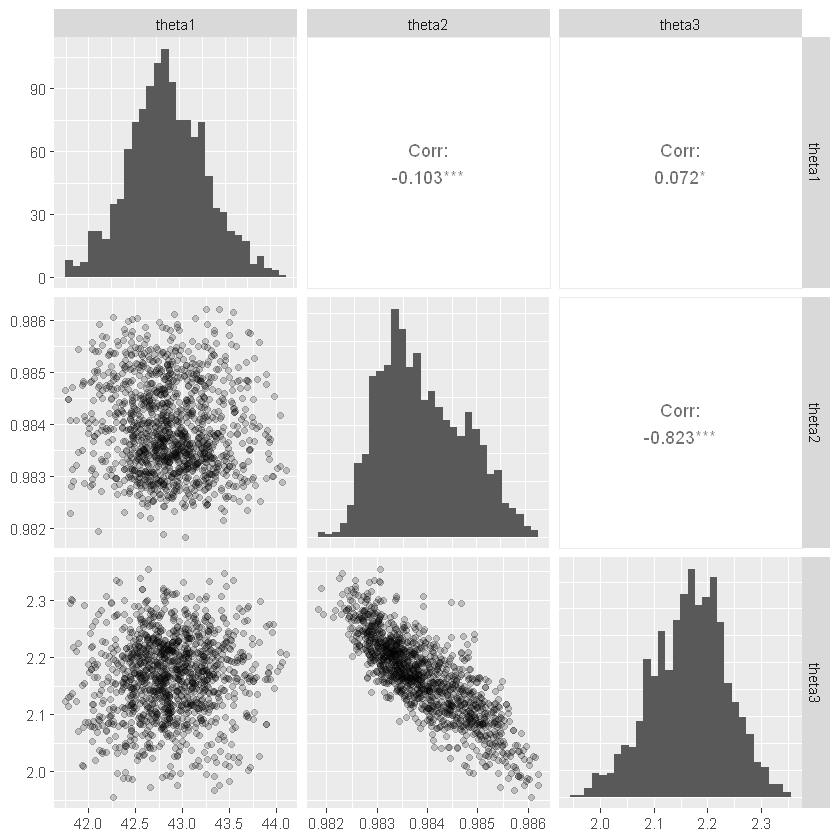 theta1
theta2
theta3
90
60
30
0
Corr:
-0.103***
Corr:
0.072*
theta1
0.986
0.985
0.984
0.983
0.982
Corr:
-0.823***
theta2
2.3
2.2
2.1
2.0
theta3
42.0 42.5 43.0 43.5 44.0
0.982 0.983 0.984 0.985 0.986
2.0 2.1 2.2 2.3